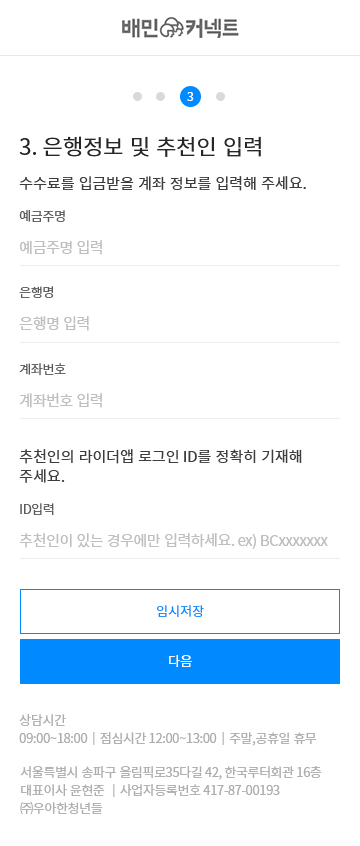 배민커넥트
3
3. 은행정보 및 추천인 입력
수수료를 입금받을 계좌 정보를 입력해 주세요.
예금주명
예금주명 입력
은행명
은행명 입력
계좌번호
계좌번호 입력
추천인의 라이더앱 로그인 ID를 정확히 기재해
주세요.
ID입력
추천인이 있는 경우에만 입력하세요. ex) BCxxxxxxx
임시저장
다음
상담시간
09:00~18:00 | 점심시간 12:00~13:00 | 주말,공휴일 휴무
서울특별시 송파구 올림픽로35다길 42, 한국루터회관 16층
대표이사 윤현준 | 사업자등록번호 417-87-00193
㈜우아한청년들